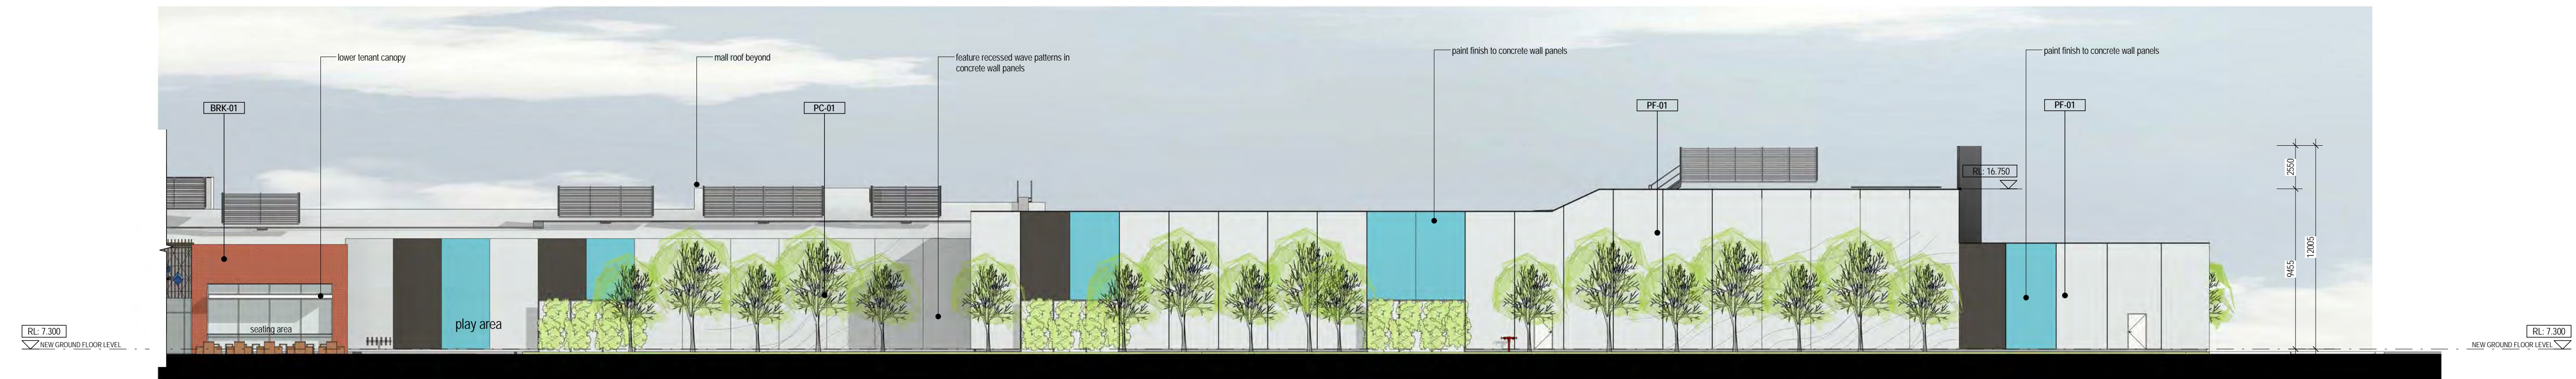 lower tenant canopy
mall roof beyond
feature recessed wave patterns in
concrete wall panels
paint finish to concrete wall panels
paint finish to concrete wall panels
BRK-01
PC-01
PF-01
PF-01
RL: 16.750
2550
9455
12005
play area
seating area
RL: 7.300
NEW GROUND FLOOR LEVEL
RL: 7.300
NEW GROUND FLOOR LEVEL